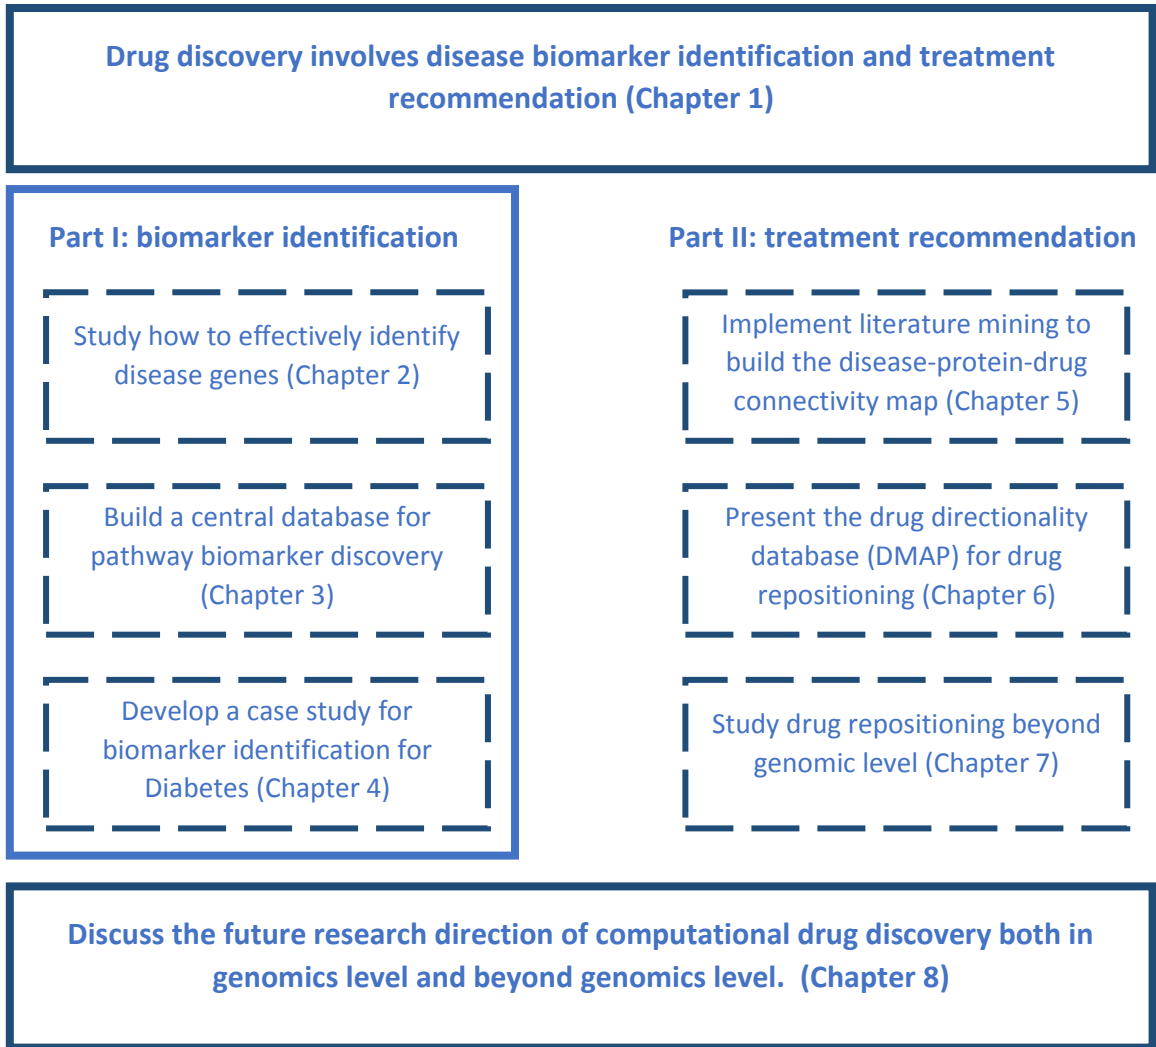 Drug discovery involves disease biomarker identification and treatment
recommendation (Chapter 1)
Part I: biomarker identification
Study how to effectively identify
disease genes (Chapter 2)
Build a central database for
pathway biomarker discovery
(Chapter 3)
Develop a case study for
biomarker identification for
Diabetes (Chapter 4)
Part II: treatment recommendation
Implement literature mining to
build the disease-protein-drug
connectivity map (Chapter 5)
Present the drug directionality
database (DMAP) for drug
repositioning (Chapter 6)
Study drug repositioning beyond
genomic level (Chapter 7)
Discuss the future research direction of computational drug discovery both in
genomics level and beyond genomics level.  (Chapter 8)